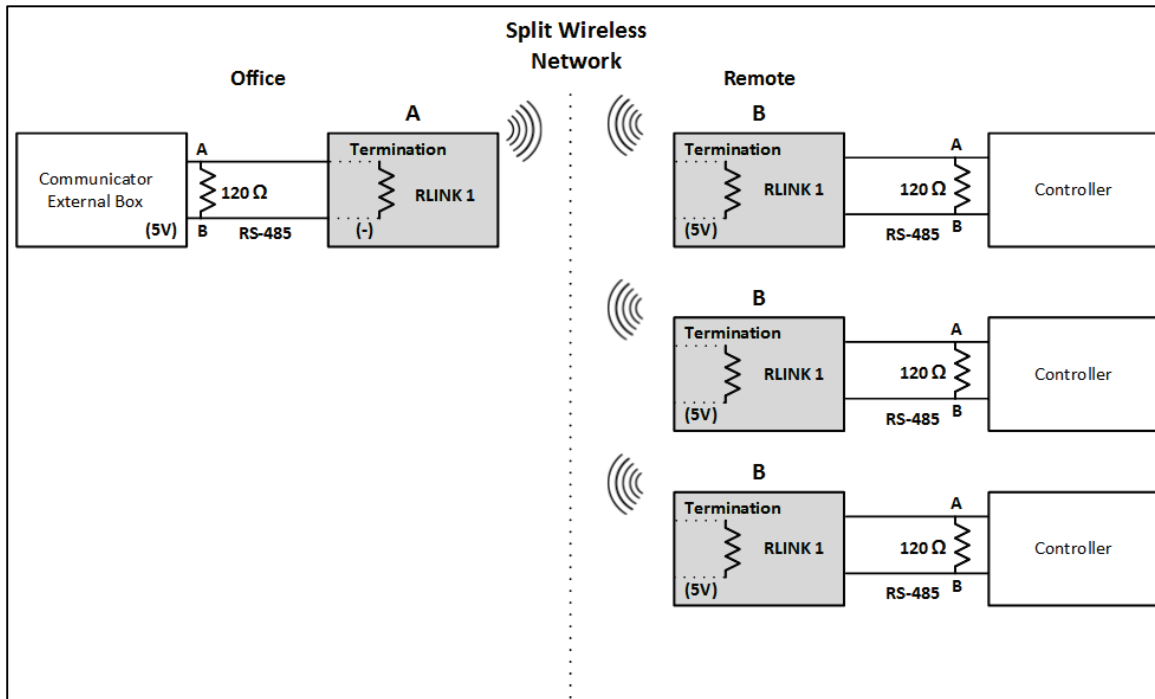 Split Wireless
Network
Office
Remote
A
Communicator
External Box
(5V)
A
120 Ω
B
RS-485
Termination
RLINK 1
(-)
B
Termination
RLINK 1
(5V)
A
120 Ω
B
RS-485
Controller
B
Termination
RLINK 1
(5V)
A
120 Ω
B
RS-485
Controller
B
Termination
RLINK 1
(5V)
A
120 Ω
B
RS-485
Controller